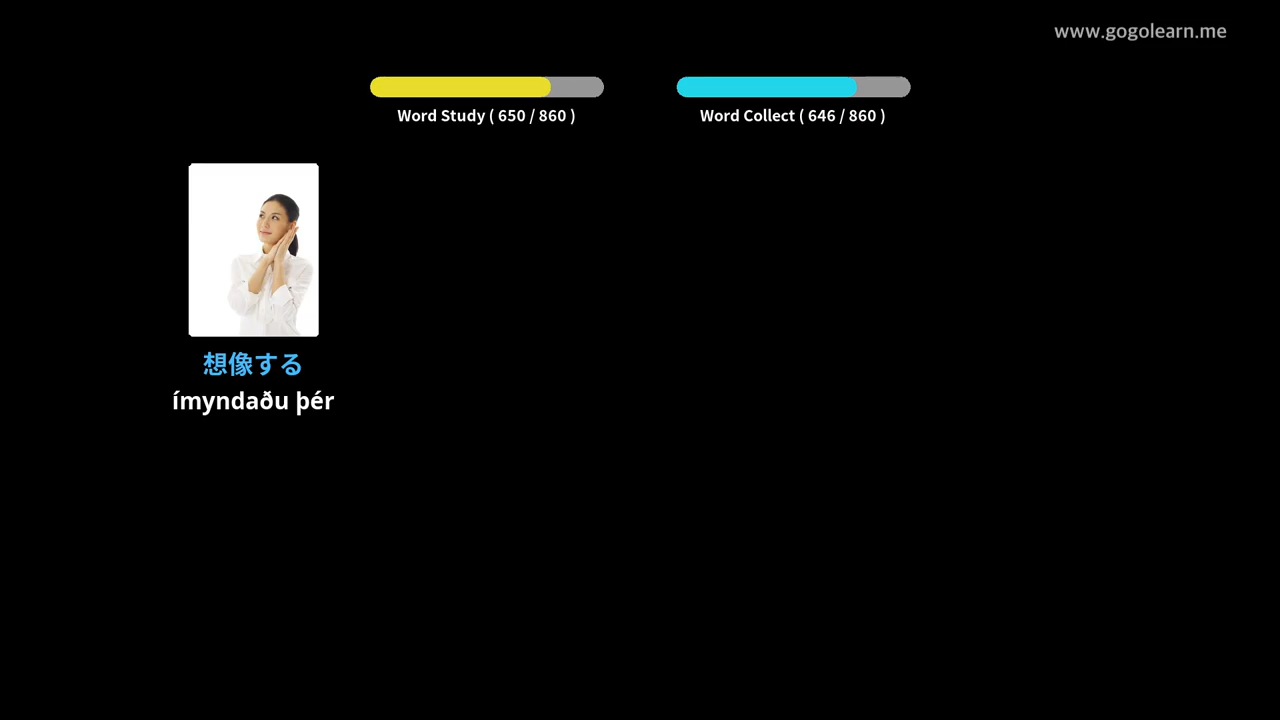 www.gogolearn.me
Word Study ( 650 / 860 )
Word Collect ( 646 / 860 )
想像する
ímyndaðu þér